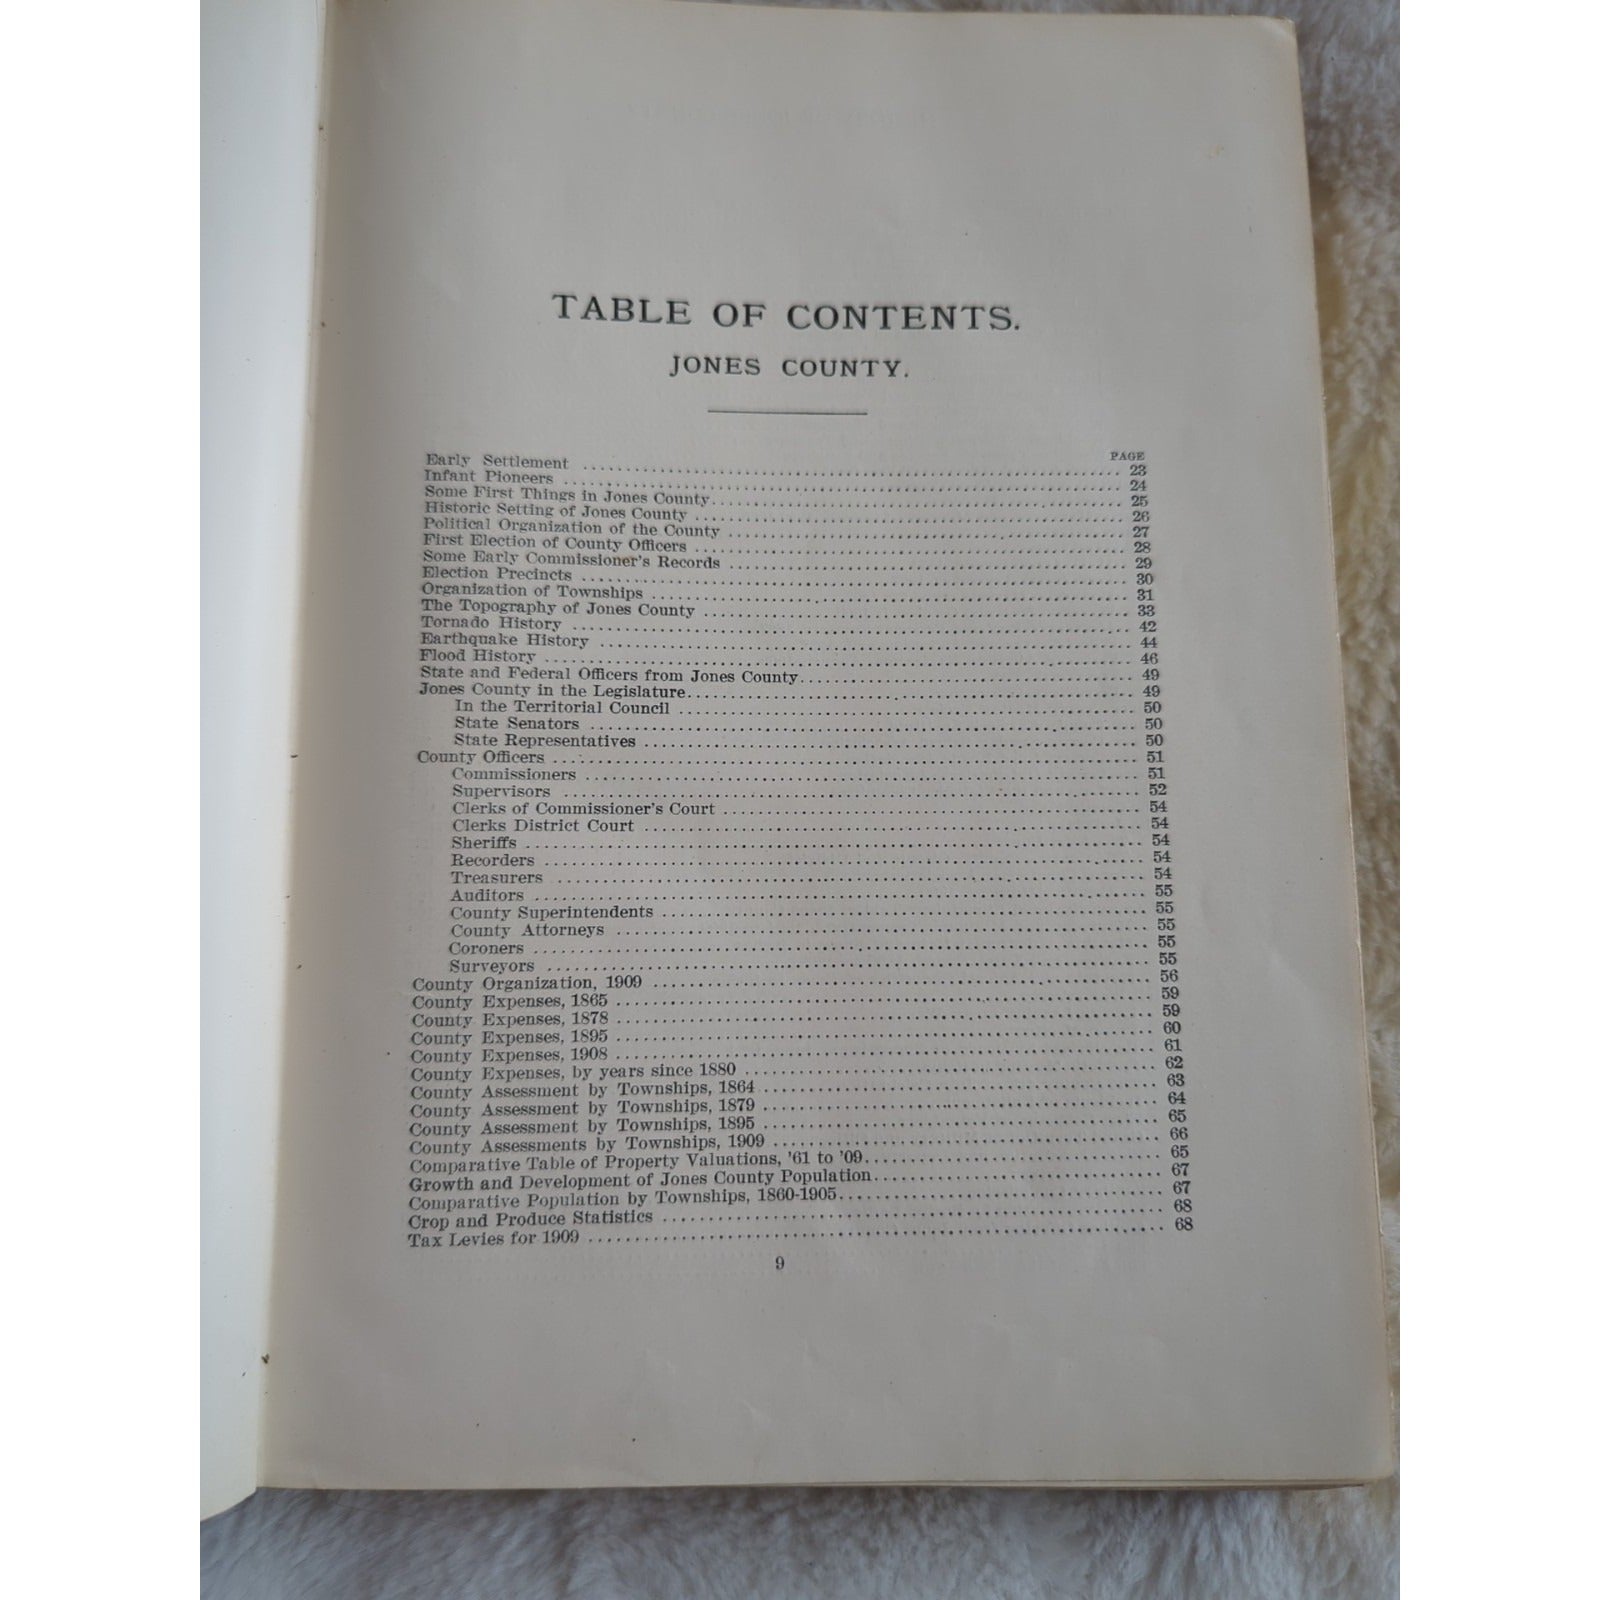 TABLE OF CONTENTS.
JONES COUNTY.
PAGE
Early Settlement 23
Infant Pioneers 24
Some First Things in Jones County 25
Historic Setting of Jones County 26
Political Organization of the County 27
First Election of County Officers 28
Some Early Commissioner's Records 29
Election Precincts 30
Organization of Townships 31
The Topography of Jones County 33
Tornado History 42
Earthquake History 44
Flood History 46
State and Federal Officers from Jones County 49
Jones County in the Legislature 49
In the Territorial Council 50
State Senators 50
State Representatives 50
County Officers 51
Commissioners 51
Supervisors 52
Clerks of Commissioner's Court 54
Clerks District Court 54
Sheriffs 54
Recorders 54
Treasurers 54
Auditors 55
County Superintendents 55
County Attorneys 55
Coroners 55
Surveyors 55
County Organization, 1909 56
County Expenses, 1865 59
County Expenses, 1878 59
County Expenses, 1895 60
County Expenses, 1908 61
County Expenses, by years since 1880 62
County Assessment by Townships, 1864 63
County Assessment by Townships, 1879 64
County Assessment by Townships, 1895 65
County Assessments by Townships, 1909 66
Comparative Table of Property Valuations, '61 to '09 65
Growth and Development of Jones County Population 67
Comparative Population by Townships, 1860-1905 67
Crop and Produce Statistics 68
Tax Levies for 1909 68
9